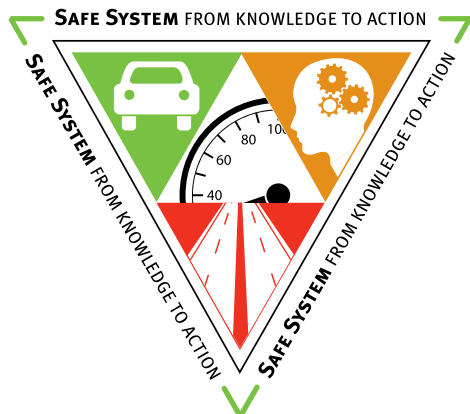 SAFE SYSTEM FROM KNOWLEDGE TO ACTION
SAFE SYSTEM FROM KNOWLEDGE TO ACTION
SAFE SYSTEM FROM KNOWLEDGE TO ACTION
40
60
80
100